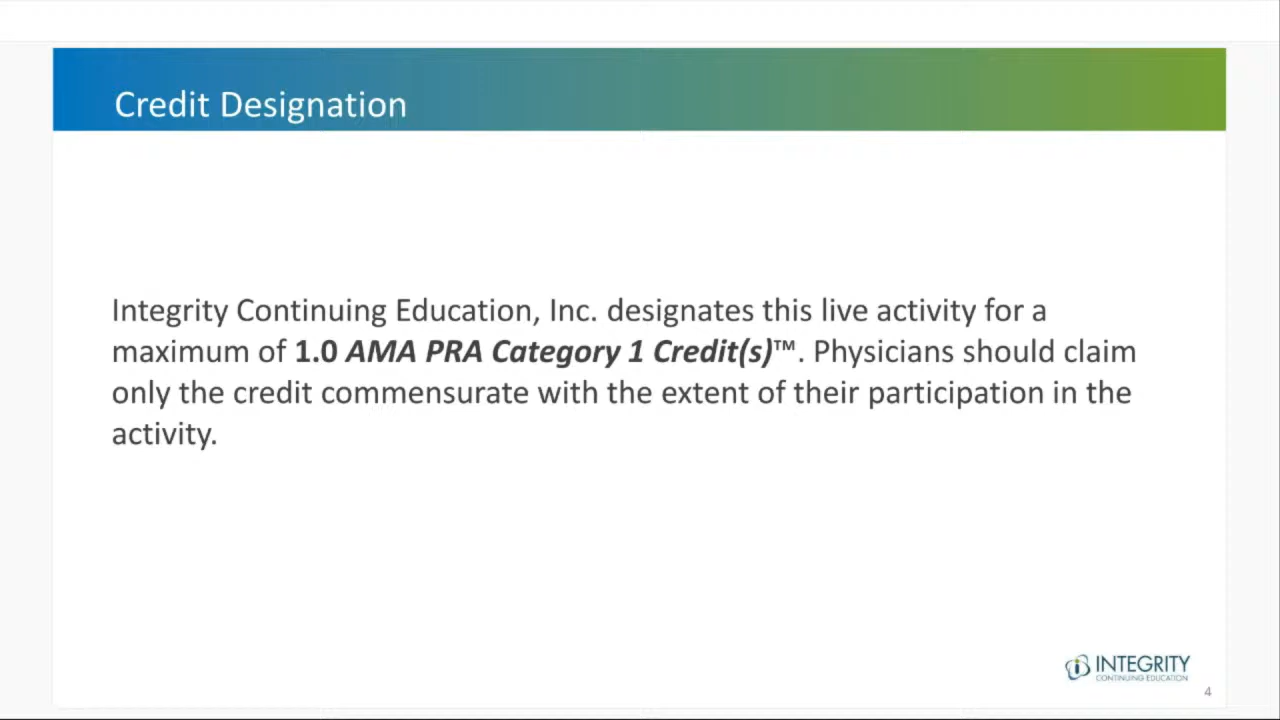 Credit Designation
Integrity Continuing Education, Inc. designates this live activity for a
maximum of 1.0 AMA PRA Category 1 Credit(s)™. Physicians should claim
only the credit commensurate with the extent of their participation in the
activity.
INTEGRITY
CONTINUING EDUCATION
4